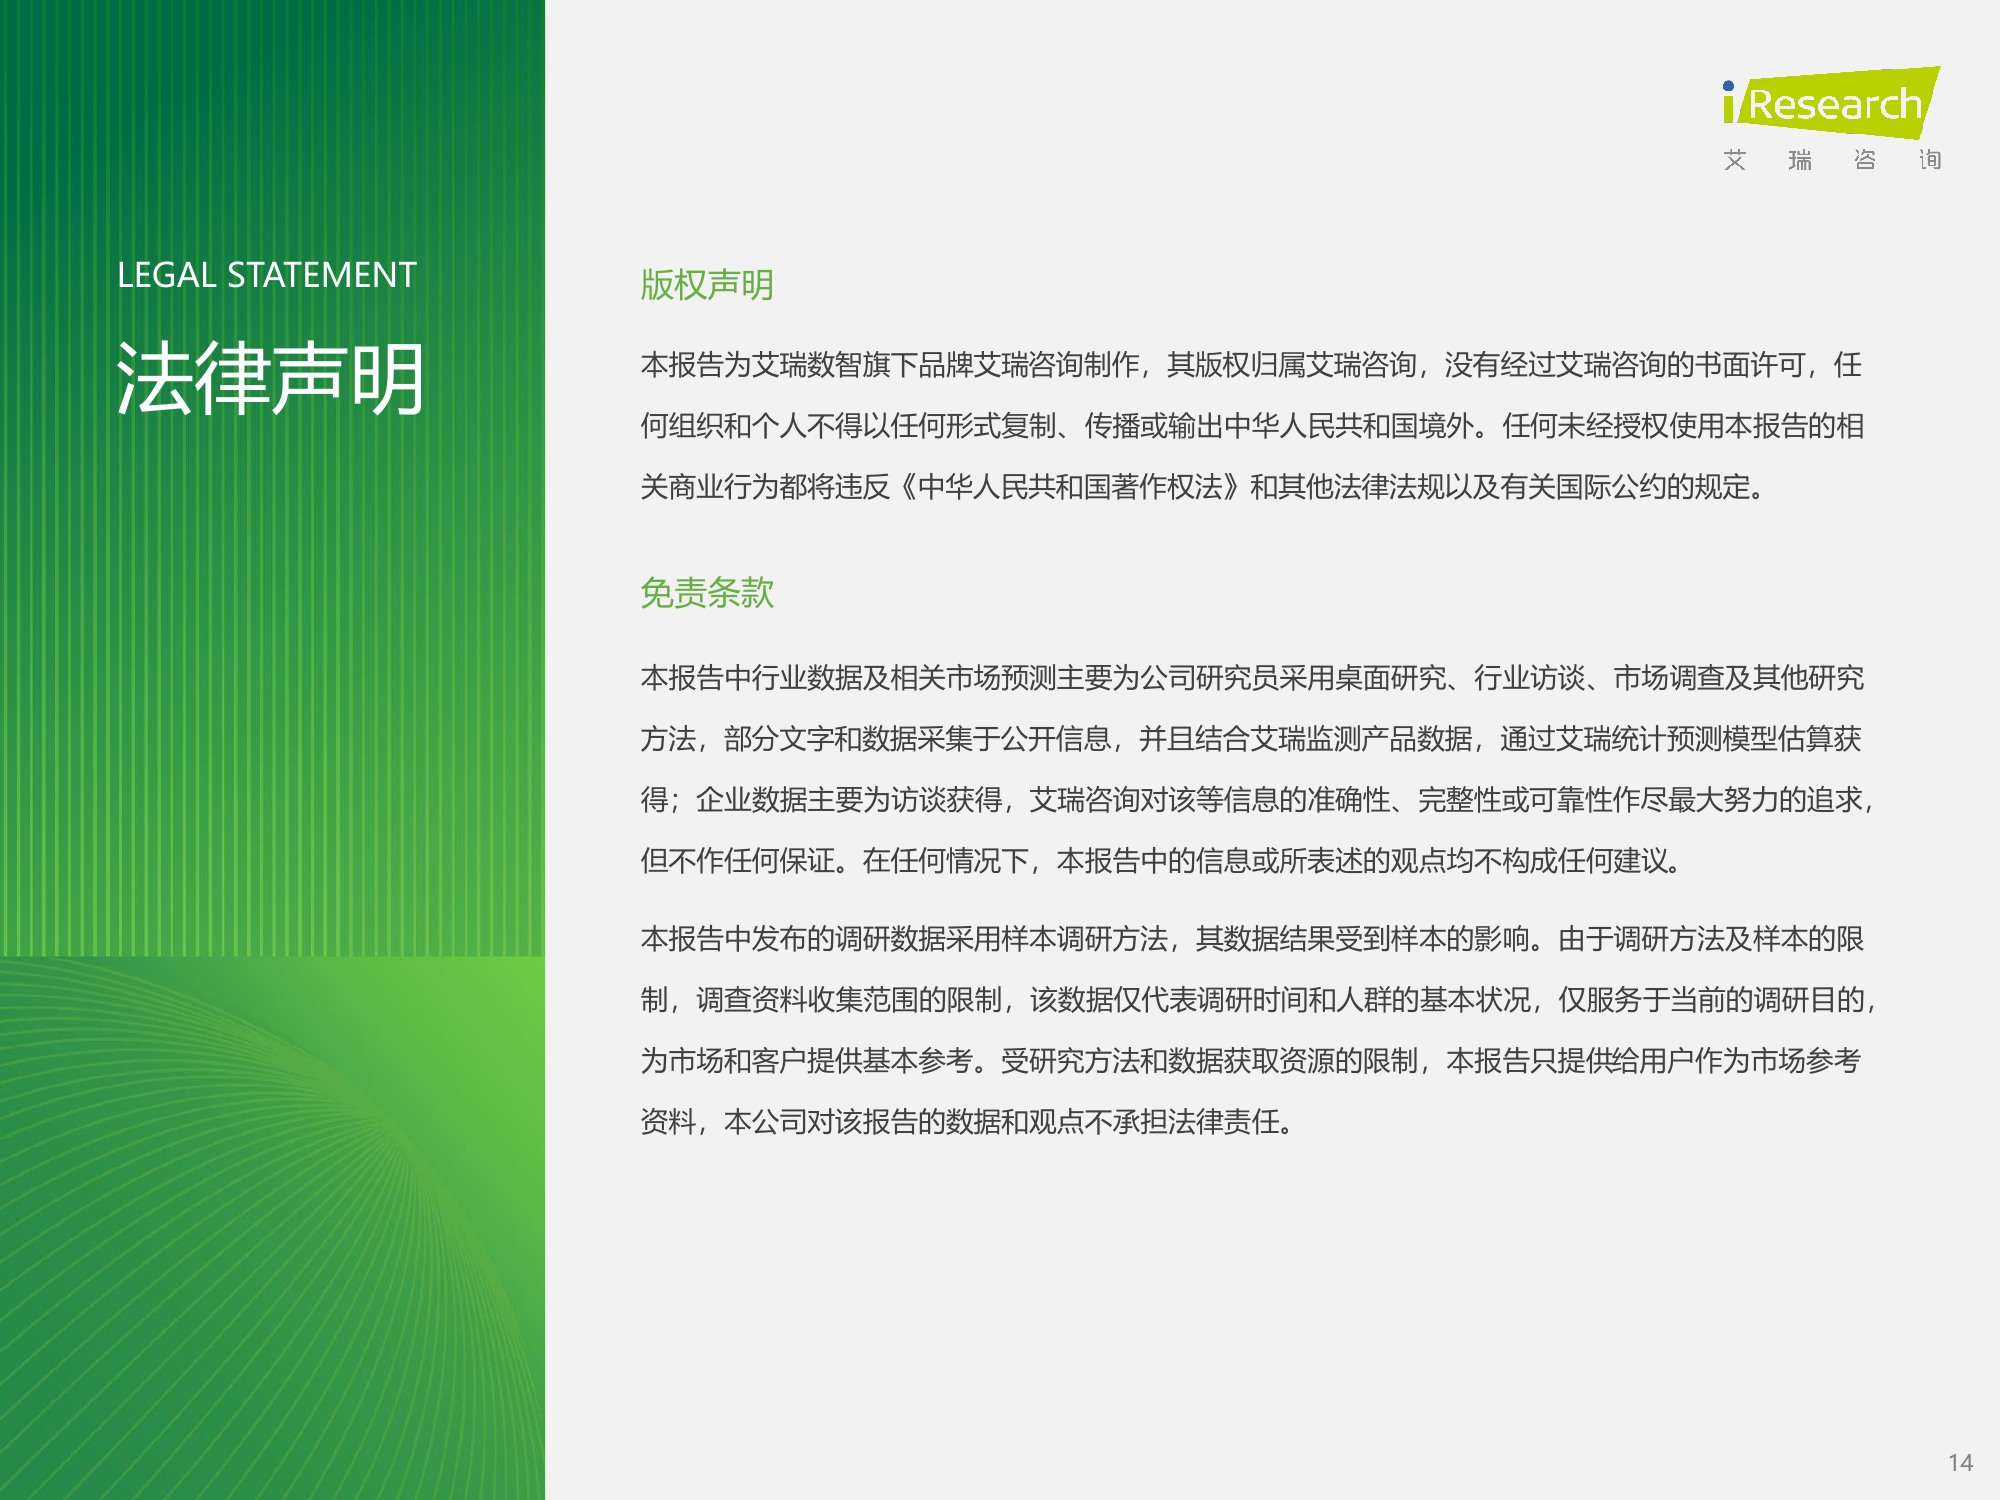 LEGAL STATEMENT
法律声明
iResearch
艾瑞咨询
版权声明
本报告为艾瑞数智旗下品牌艾瑞咨询制作，其版权归属艾瑞咨询，没有经过艾瑞咨询的书面许可，任
何组织和个人不得以任何形式复制、传播或输出中华人民共和国境外。任何未经授权使用本报告的相
关商业行为都将违反《中华人民共和国著作权法》和其他法律法规以及有关国际公约的规定。
免责条款
本报告中行业数据及相关市场预测主要为公司研究员采用桌面研究、行业访谈、市场调查及其他研究
方法，部分文字和数据采集于公开信息，并且结合艾瑞监测产品数据，通过艾瑞统计预测模型估算获
得；企业数据主要为访谈获得，艾瑞咨询对该等信息的准确性、完整性或可靠性作尽最大努力的追求，
但不作任何保证。在任何情况下，本报告中的信息或所表述的观点均不构成任何建议。
本报告中发布的调研数据采用样本调研方法，其数据结果受到样本的影响。由于调研方法及样本的限
制，调查资料收集范围的限制，该数据仅代表调研时间和人群的基本状况，仅服务于当前的调研目的，
为市场和客户提供基本参考。受研究方法和数据获取资源的限制，本报告只提供给用户作为市场参考
资料，本公司对该报告的数据和观点不承担法律责任。
14